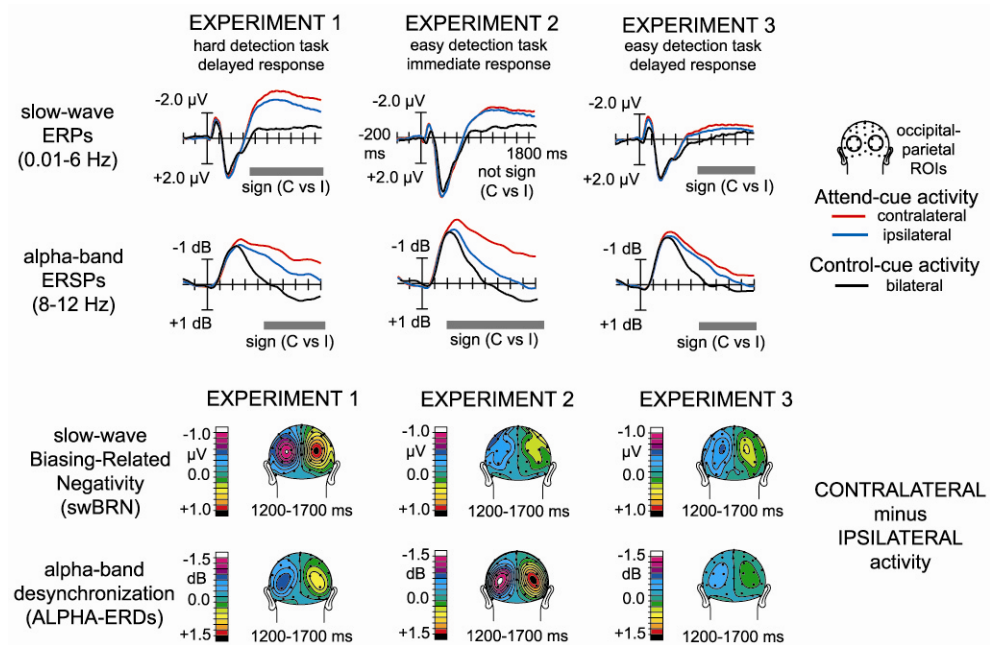 EXPERIMENT 1
hard detection task
delayed response
EXPERIMENT 2
easy detection task
immediate response
EXPERIMENT 3
easy detection task
delayed response
slow-wave
ERPs
(0.01-6 Hz)
-2.0 µV
+2.0 µV
sign (C vs I)
-2.0 µV
-200
ms
1800 ms
+2.0 µV
not sign
(C vs I)
-2.0 µV
+2.0 µV
sign (C vs I)
occipital-
parietal
ROIs
Attend-cue activity
contralateral
ipsilateral
Control-cue activity
bilateral
alpha-band
ERSPs
(8-12 Hz)
-1 dB
+1 dB
sign (C vs I)
-1 dB
+1 dB
sign (C vs I)
-1 dB
+1 dB
sign (C vs I)
EXPERIMENT 1
EXPERIMENT 2
EXPERIMENT 3
slow-wave
Biasing-Related
Negativity
(swBRN)
-1.0
µV
0.0
+1.0
1200-1700 ms
-1.0
µV
0.0
+1.0
1200-1700 ms
-1.0
µV
0.0
+1.0
1200-1700 ms
CONTRALATERAL
minus
IPSILATERAL
activity
alpha-band
desynchronization
(ALPHA-ERDs)
-1.5
dB
0.0
+1.5
1200-1700 ms
-1.5
dB
0.0
+1.5
1200-1700 ms
-1.5
dB
0.0
+1.5
1200-1700 ms